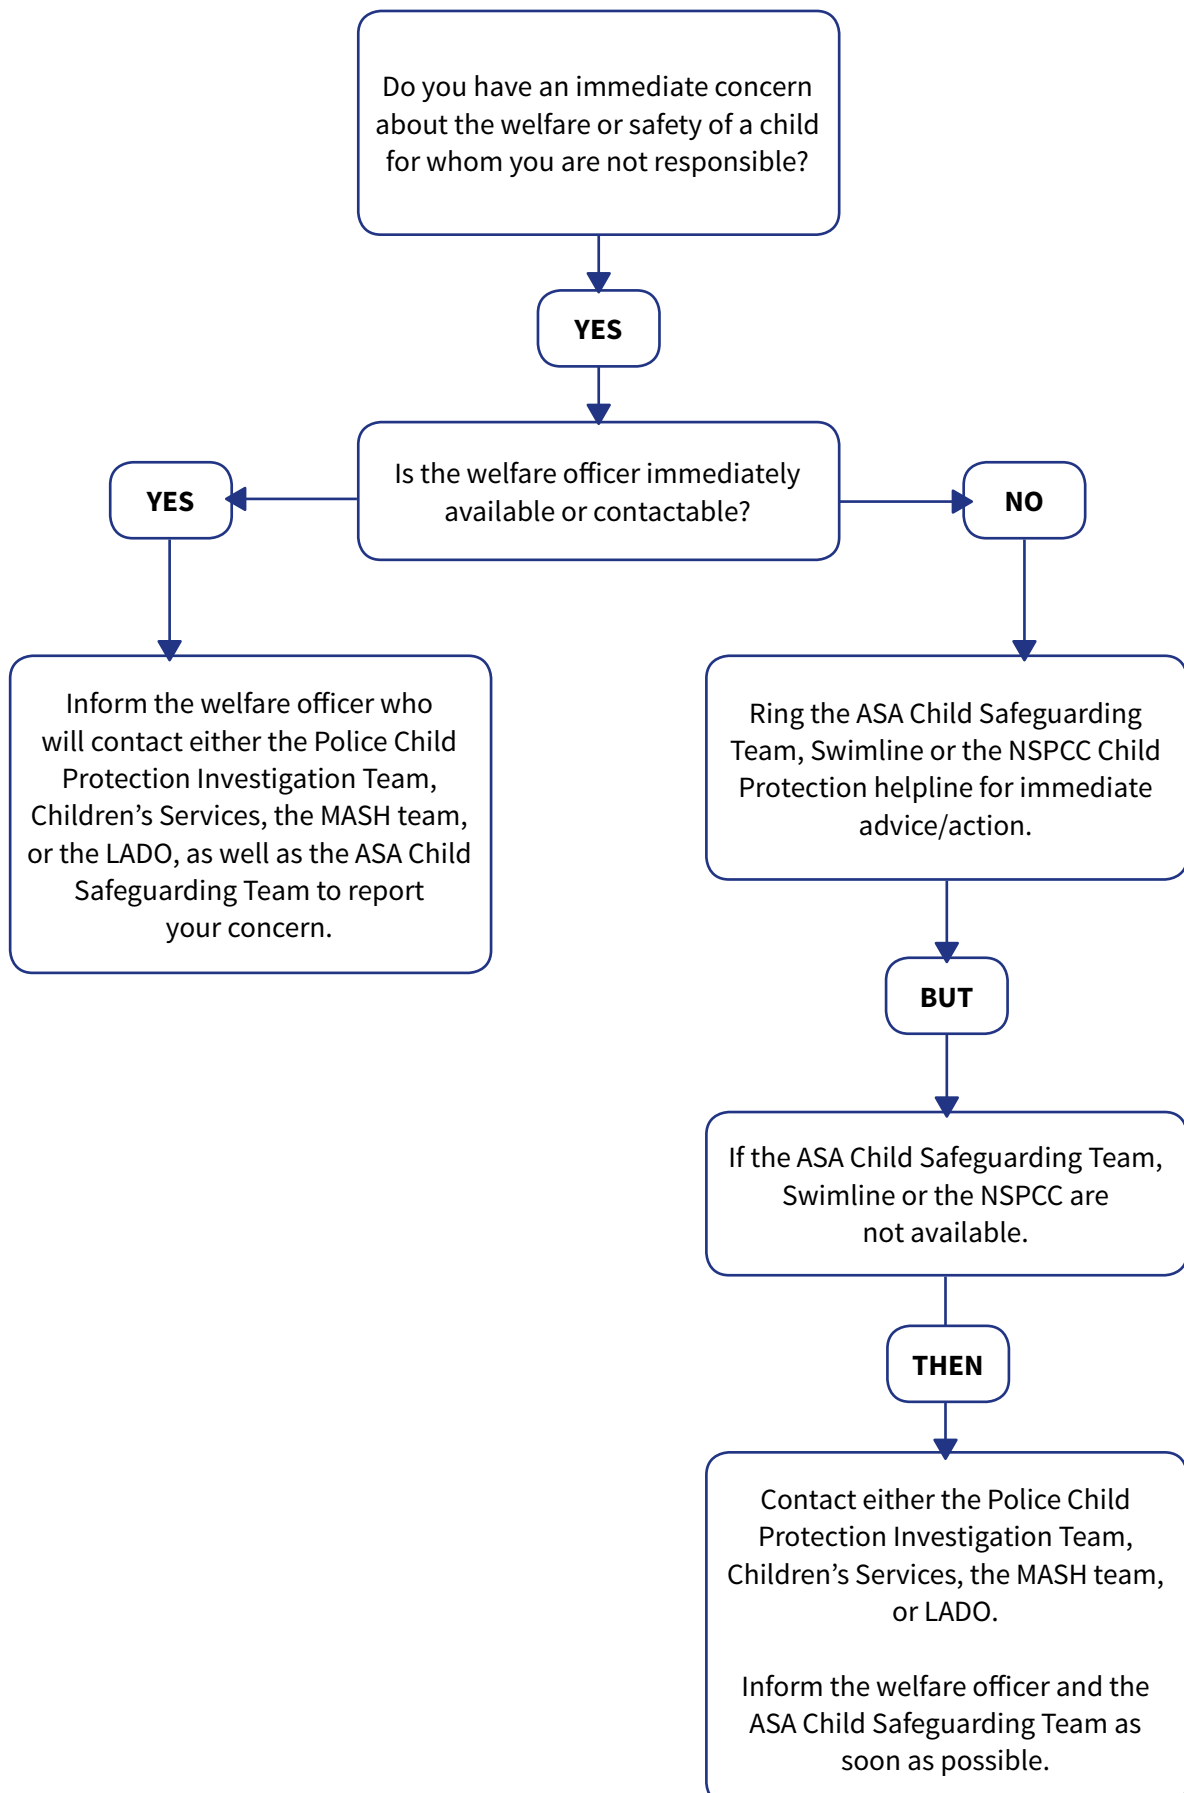 Do you have an immediate concern
about the welfare or safety of a child
for whom you are not responsible?
YES
Is the welfare officer immediately
available or contactable?
YES
NO
Inform the welfare officer who
will contact either the Police Child
Protection Investigation Team,
Children’s Services, the MASH team,
or the LADO, as well as the ASA Child
Safeguarding Team to report
your concern.
Ring the ASA Child Safeguarding
Team, Swimline or the NSPCC Child
Protection helpline for immediate
advice/action.
BUT
If the ASA Child Safeguarding Team,
Swimline or the NSPCC are
not available.
THEN
Contact either the Police Child
Protection Investigation Team,
Children’s Services, the MASH team,
or LADO.
Inform the welfare officer and the
ASA Child Safeguarding Team as
soon as possible.